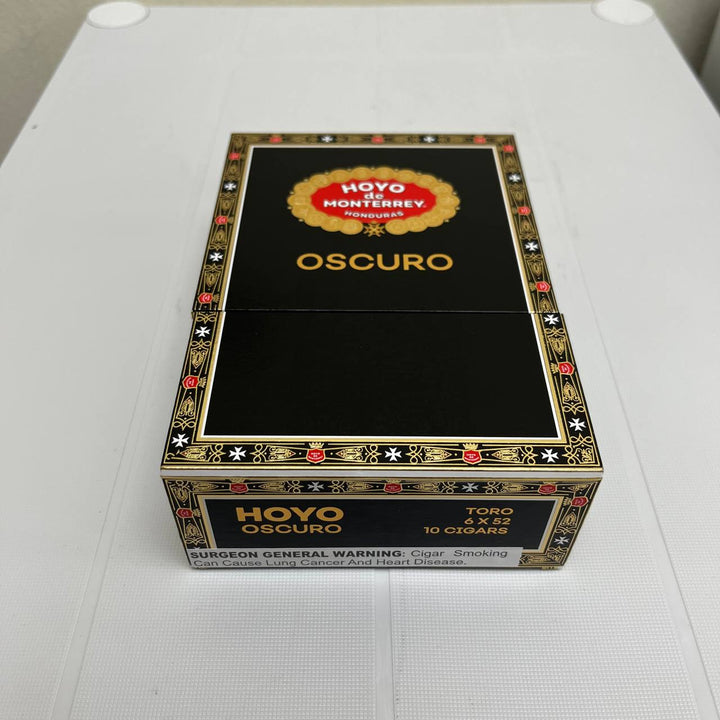 HOYO
de
MONTERREY.
HONDURAS
OSCURO
HOYO
OSCURO
TORO
6 X 52
10 CIGARS
SURGEON GENERAL WARNING: Cigar Smoking
Can Cause Lung Cancer And Heart Disease.